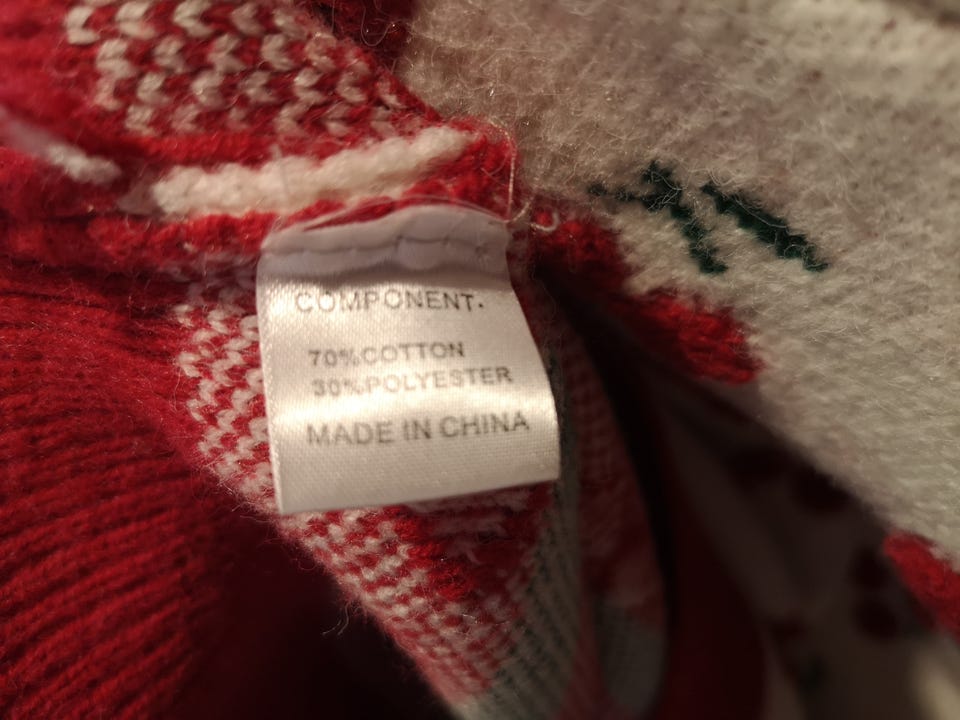 COMPONENT.
70%COTTON
30%POLYESTER
MADE IN CHINA